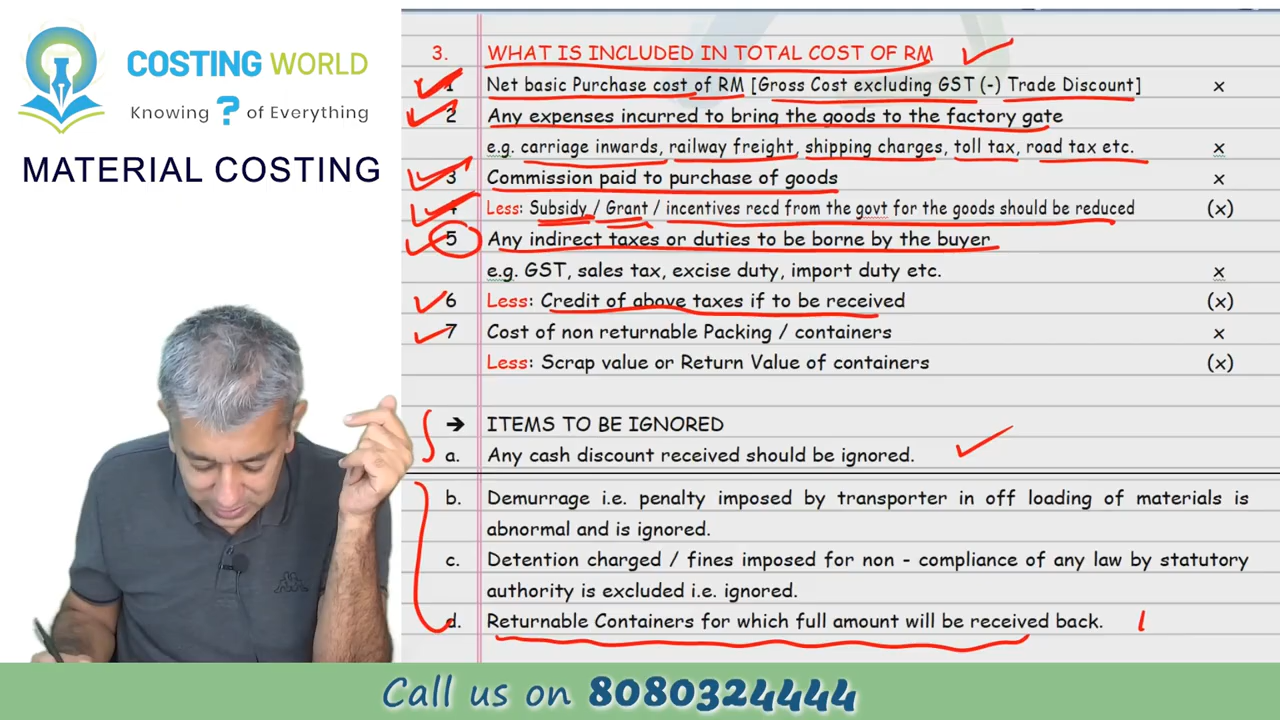 COSTING WORLD
Knowing ? of Everything
MATERIAL COSTING
3. WHAT IS INCLUDED IN TOTAL COST OF RM
1 Net basic Purchase cost of RM [Gross Cost excluding GST (-) Trade Discount] x
2 Any expenses incurred to bring the goods to the factory gate
e.g. carriage inwards, railway freight, shipping charges, toll tax, road tax etc. x
3 Commission paid to purchase of goods x
4 Less: Subsidy / Grant / incentives recd from the govt for the goods should be reduced (x)
5 Any indirect taxes or duties to be borne by the buyer
e.g. GST, sales tax, excise duty, import duty etc. x
6 Less: Credit of above taxes if to be received (x)
7 Cost of non returnable Packing / containers x
Less: Scrap value or Return Value of containers (x)
➔ ITEMS TO BE IGNORED
a. Any cash discount received should be ignored.
b. Demurrage i.e. penalty imposed by transporter in off loading of materials is
abnormal and is ignored.
c. Detention charged / fines imposed for non - compliance of any law by statutory
authority is excluded i.e. ignored.
d. Returnable Containers for which full amount will be received back.
Call us on 8080324444